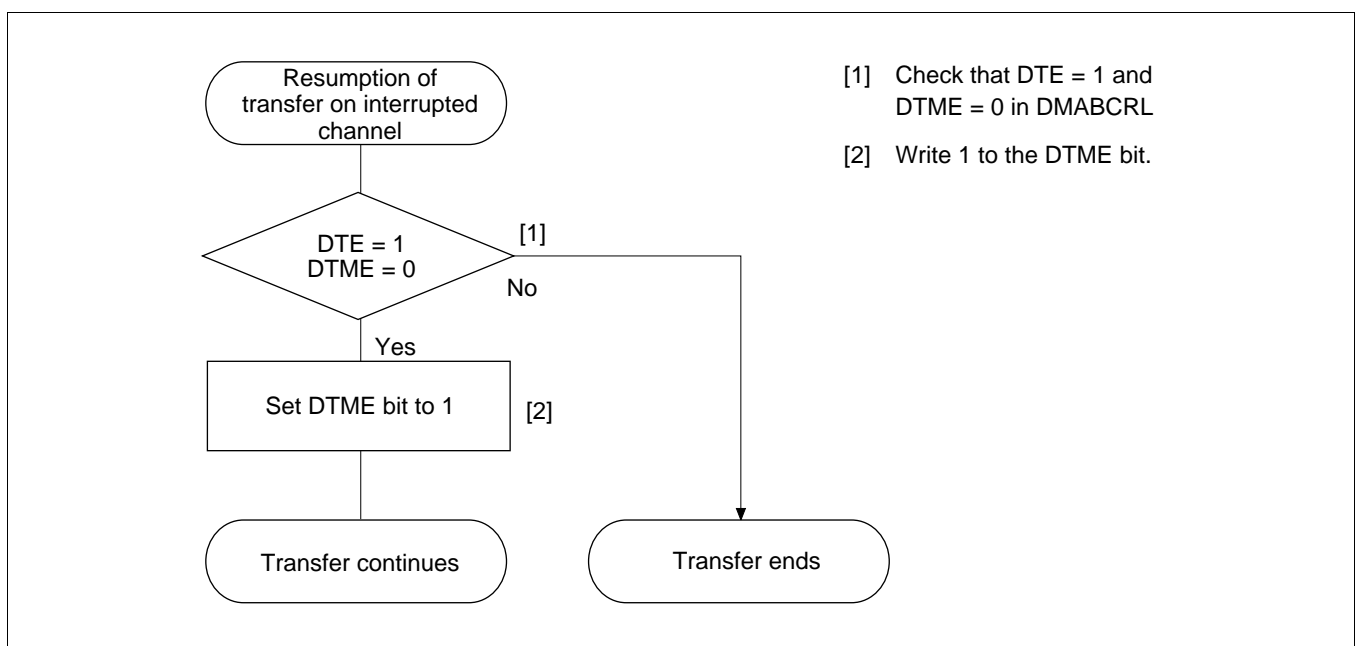 Resumption of
transfer on interrupted
channel
[1] Check that DTE = 1 and
DTME = 0 in DMABCRL
[2] Write 1 to the DTME bit.
DTE = 1
DTME = 0
[1]
No
Yes
Set DTME bit to 1
[2]
Transfer continues
Transfer ends